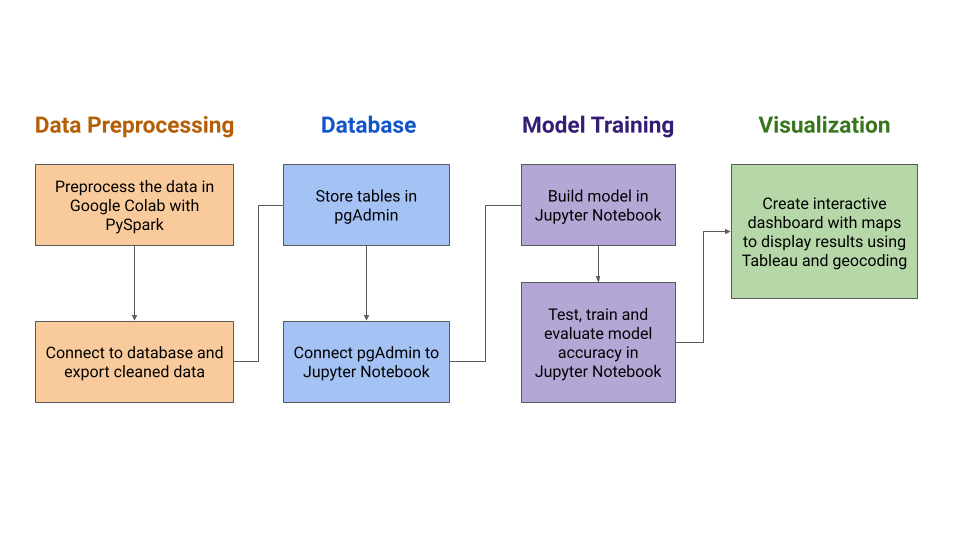 Data Preprocessing
Preprocess the data in
Google Colab with
PySpark
Connect to database and
export cleaned data
Database
Store tables in
pgAdmin
Connect pgAdmin to
Jupyter Notebook
Model Training
Build model in
Jupyter Notebook
Test, train and
evaluate model
accuracy in
Jupyter Notebook
Visualization
Create interactive
dashboard with maps
to display results using
Tableau and geocoding